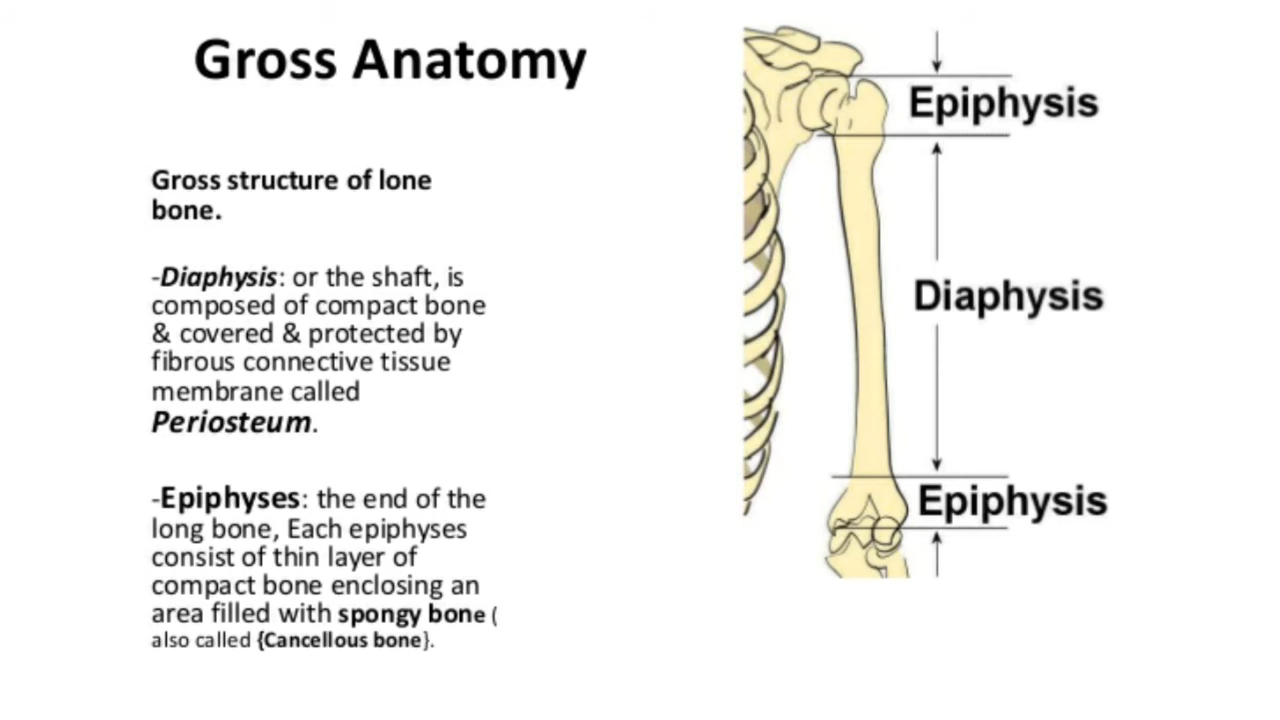 Gross Anatomy
Gross structure of lone
bone.
-Diaphysis: or the shaft, is
composed of compact bone
& covered & protected by
fibrous connective tissue
membrane called
Periosteum.
-Epiphyses: the end of the
long bone, Each epiphyses
consist of thin layer of
compact bone enclosing an
area filled with spongy bone (
also called {Cancellous bone}.
Epiphysis
Diaphysis
Epiphysis